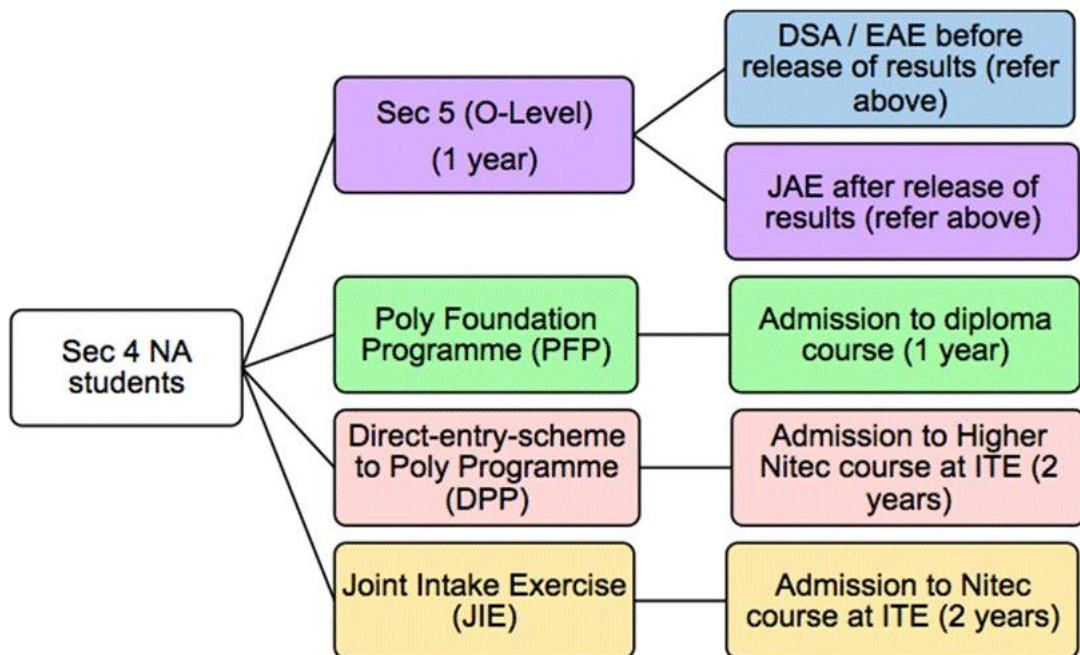 Sec 4 NA
students
Sec 5 (O-Level)
(1 year)
DSA / EAE before
release of results (refer
above)
JAE after release of
results (refer above)
Poly Foundation
Programme (PFP)
Admission to diploma
course (1 year)
Direct-entry-scheme
to Poly Programme
(DPP)
Admission to Higher
Nitec course at ITE (2
years)
Joint Intake Exercise
(JIE)
Admission to Nitec
course at ITE (2 years)